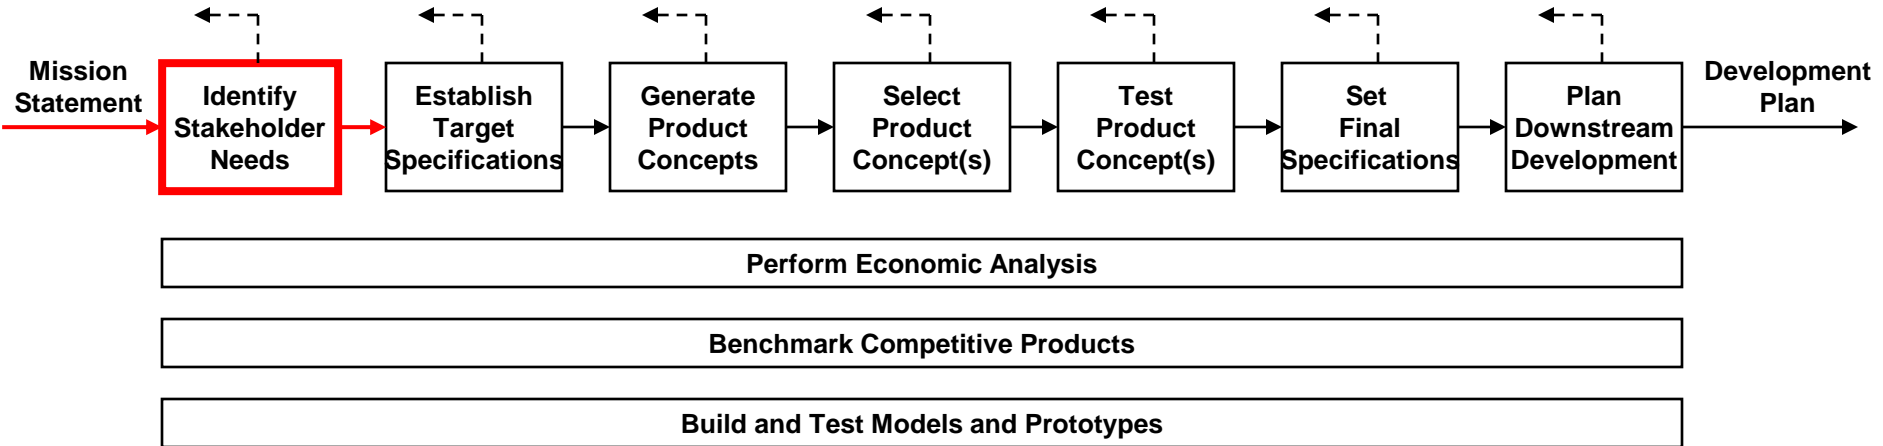 Mission
Statement
Identify
Stakeholder
Needs
Establish
Target
Specifications
Generate
Product
Concepts
Select
Product
Concept(s)
Test
Product
Concept(s)
Set
Final
Specifications
Plan
Downstream
Development
Development
Plan
Perform Economic Analysis
Benchmark Competitive Products
Build and Test Models and Prototypes